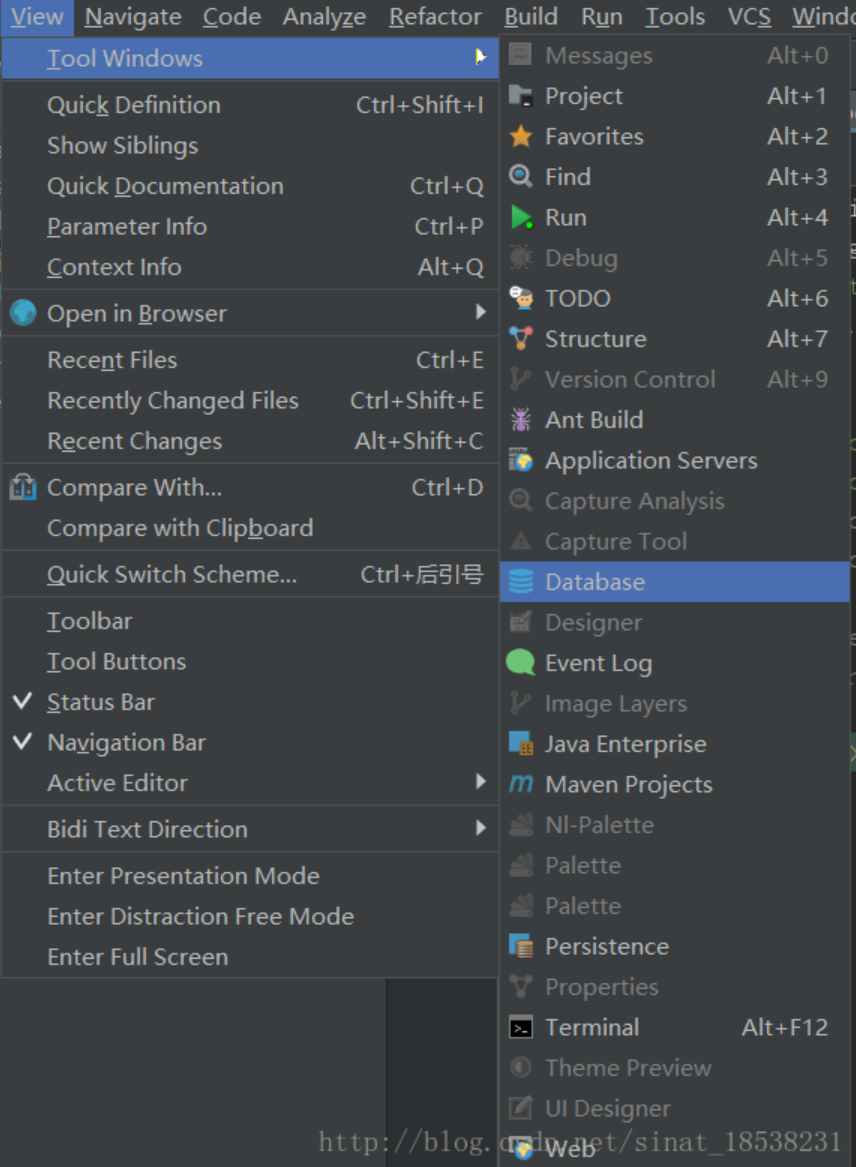 View Navigate Code Analyze Refactor Build Run Tools VCS Windo
Tool Windows
Quick Definition Ctrl+Shift+I
Show Siblings
Quick Documentation Ctrl+Q
Parameter Info Ctrl+P
Context Info Alt+Q
Open in Browser
Recent Files Ctrl+E
Recently Changed Files Ctrl+Shift+E
Recent Changes Alt+Shift+C
Compare With... Ctrl+D
Compare with Clipboard
Quick Switch Scheme... Ctrl+后引号
Toolbar
Tool Buttons
Status Bar
Navigation Bar
Active Editor
Bidi Text Direction
Enter Presentation Mode
Enter Distraction Free Mode
Enter Full Screen
Messages Alt+0
Project Alt+1
Favorites Alt+2
Find Alt+3
Run Alt+4
Debug Alt+5
TODO Alt+6
Structure Alt+7
Version Control Alt+9
Ant Build
Application Servers
Capture Analysis
Capture Tool
Database
Designer
Event Log
Image Layers
Java Enterprise
Maven Projects
Nl-Palette
Palette
Palette
Persistence
Properties
Terminal Alt+F12
Theme Preview
UI Designer
Web
http://blog.csdn.net/sinat_18538231